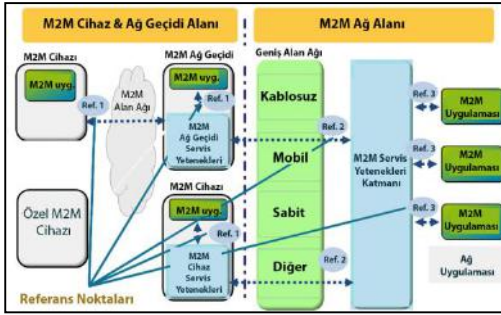 M2M Cihaz & Ağ Geçidi Alanı
M2M Ağ Alanı
M2M Cihazı
M2M uyg.
Ref. 1
M2M
Alan Ağı
M2M Ağ Geçidi
M2M uyg.
Ref. 1
M2M
Ağ Geçidi
Servis
Yetenekleri
Özel M2M
Cihazı
M2M Cihazı
M2M uyg.
Ref. 1
M2M
Cihaz
Servis
Yetenekleri
Referans Noktaları
Geniş Alan Ağı
Kablosuz
Mobil
Sabit
Diğer
Ref. 2
Ref. 2
M2M Servis
Yetenekleri
Katmanı
Ref. 3
M2M
Uygulaması
Ref. 3
M2M
Uygulaması
Ref. 3
M2M
Uygulaması
Ağ
Uygulaması